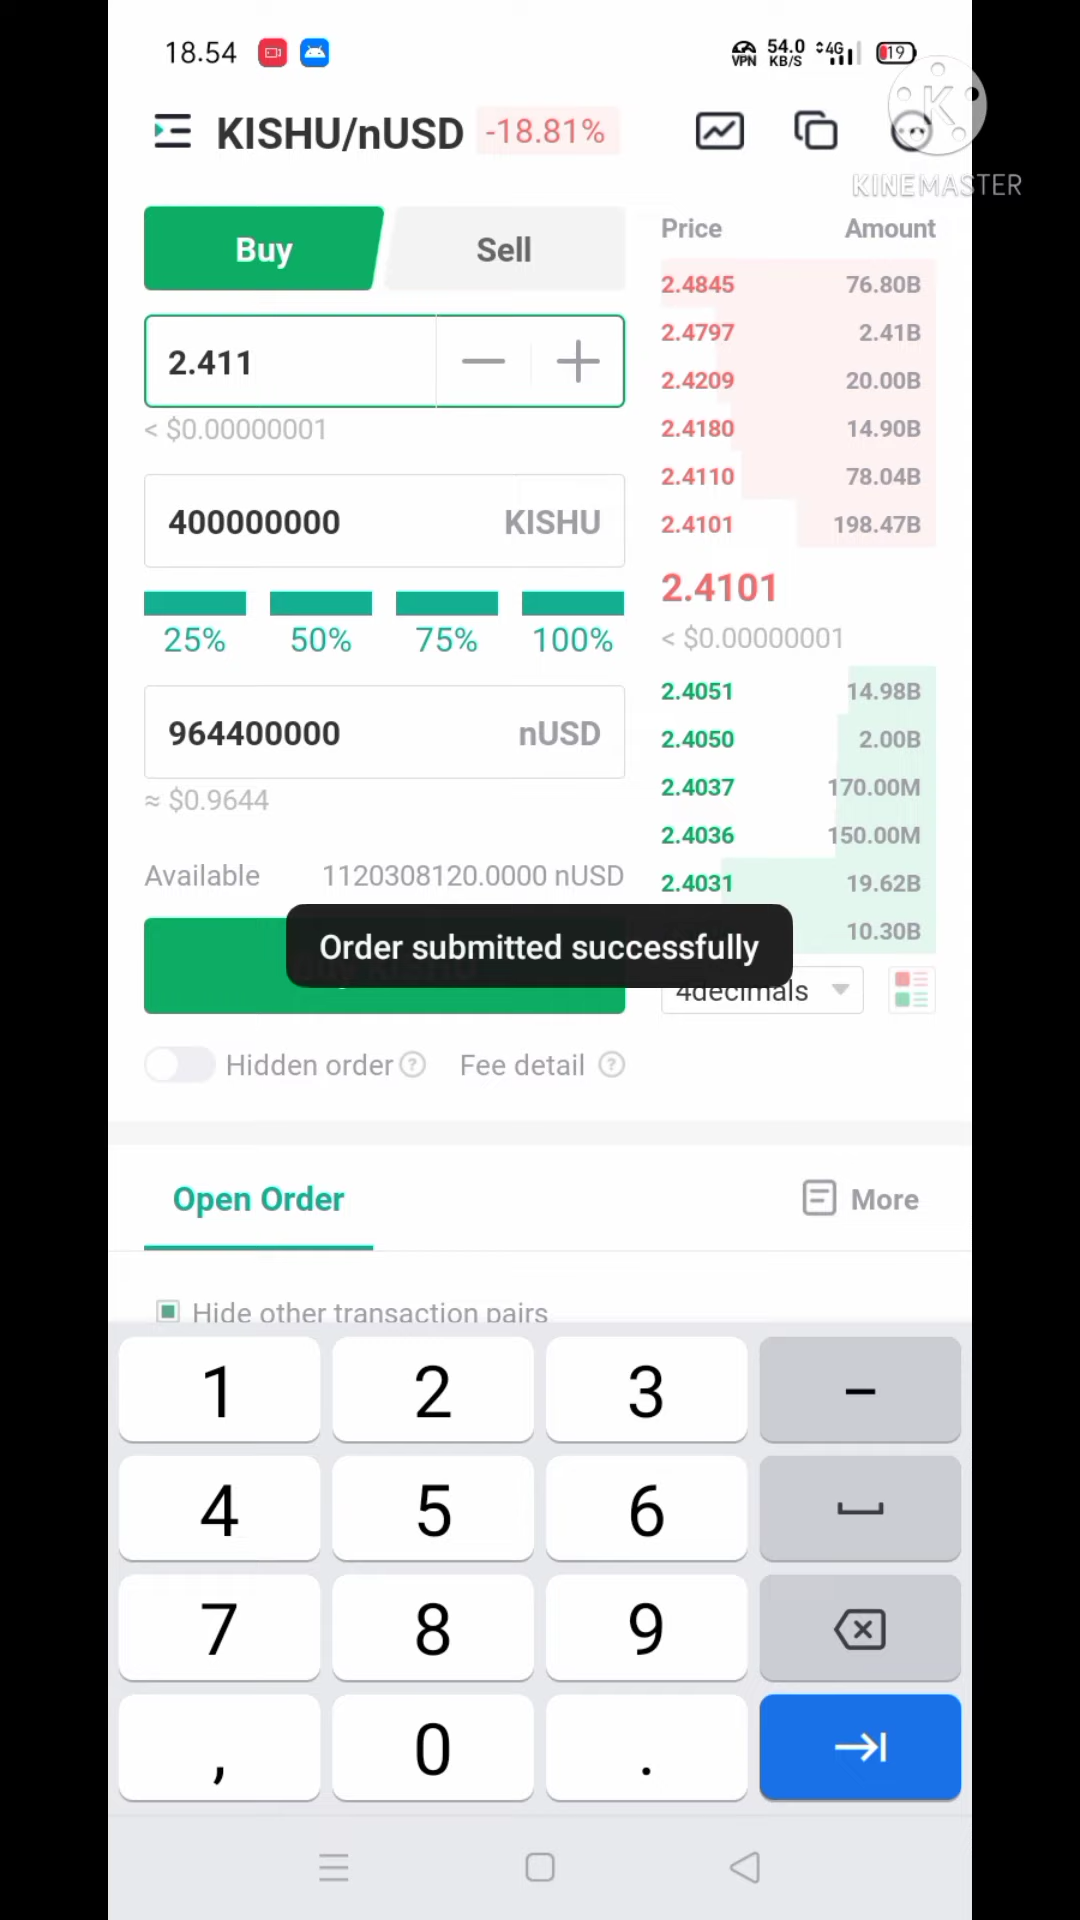 18.54
VPN
54.0
KB/S
4G
19
KISHU/nUSD -18.81%
K
KINEMASTER
Buy
Sell
Price Amount
2.4845 76.80B
2.4797 2.41B
2.4209 20.00B
2.4180 14.90B
2.4110 78.04B
2.4101 198.47B
2.4101
< $0.00000001
2.4051 14.98B
2.4050 2.00B
2.4037 170.00M
2.4036 150.00M
2.4031 19.62B
10.30B
4decimals
2.411
< $0.00000001
400000000 KISHU
25% 50% 75% 100%
964400000 nUSD
≈ $0.9644
Available 1120308120.0000 nUSD
Order submitted successfully
Hidden order ? Fee detail ?
Open Order
More
Hide other transaction pairs
1 2 3 –
4 5 6
7 8 9
, 0 .